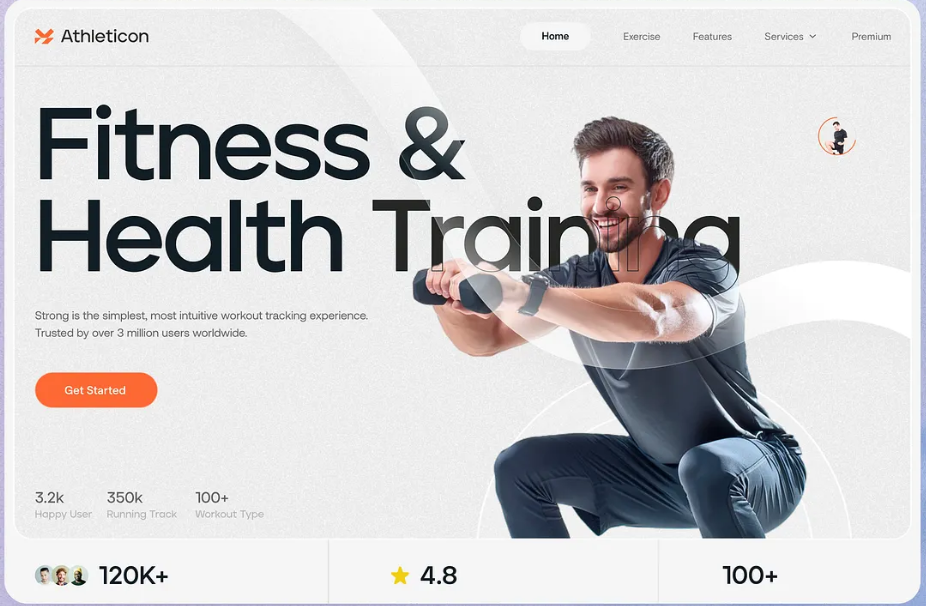 Athleticon
Home
Exercise
Features
Services
Premium
Fitness &
Health Training
Strong is the simplest, most intuitive workout tracking experience.
Trusted by over 3 million users worldwide.
Get Started
3.2k
350k
100+
Happy User
Running Track
Workout Type
120K+
4.8
100+